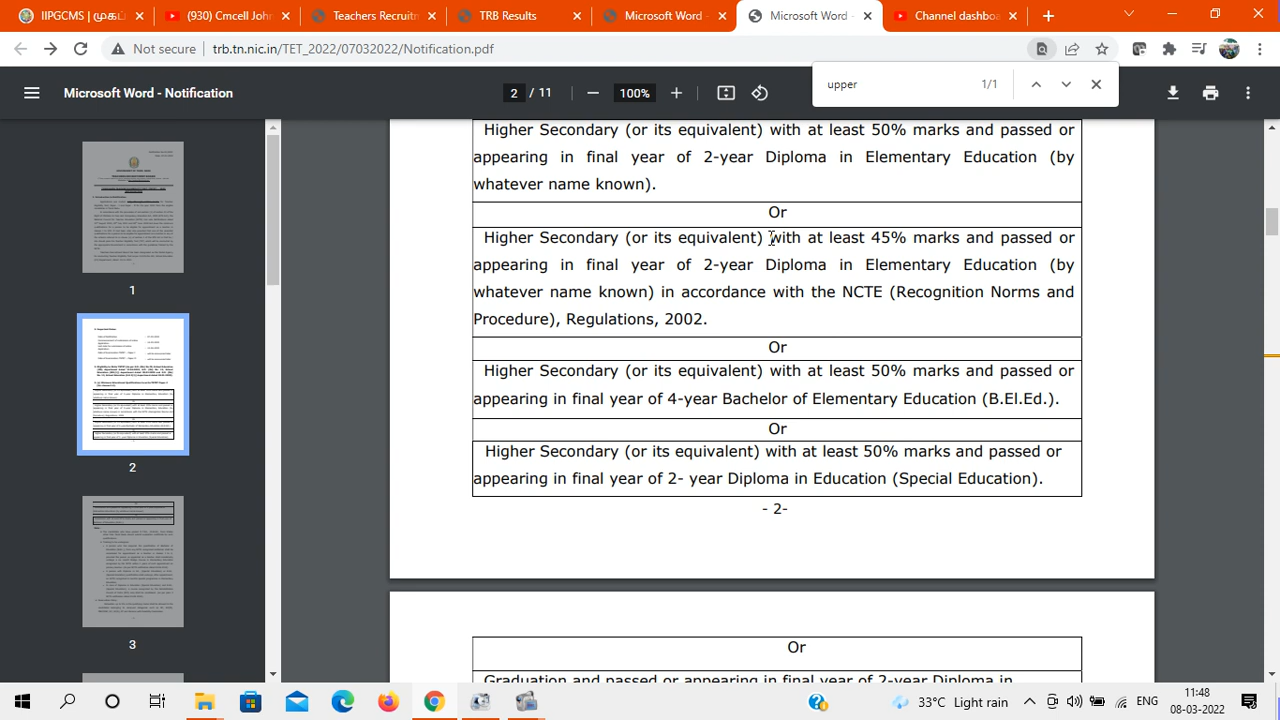 IIPGCMS | முதல்
(930) Cmcell John
Teachers Recruitm
TRB Results
Microsoft Word -
Microsoft Word -
Channel dashboa
Not secure
trb.tn.nic.in/TET_2022/07032022/Notification.pdf
upper
1/1
Microsoft Word - Notification
2 / 11
100%
Higher Secondary (or its equivalent) with at least 50% marks and passed or
appearing in final year of 2-year Diploma in Elementary Education (by
whatever name known).
Or
Higher Secondary (or its equivalent) with at least 45% marks and passed or
appearing in final year of 2-year Diploma in Elementary Education (by
whatever name known) in accordance with the NCTE (Recognition Norms and
Procedure), Regulations, 2002.
Or
Higher Secondary (or its equivalent) with at least 50% marks and passed or
appearing in final year of 4-year Bachelor of Elementary Education (B.El.Ed.).
Or
Higher Secondary (or its equivalent) with at least 50% marks and passed or
appearing in final year of 2- year Diploma in Education (Special Education).
- 2-
Or
Graduation and passed or appearing in final year of 2-year Diploma in
1
2
3
33°C Light rain
ENG
11:48
08-03-2022